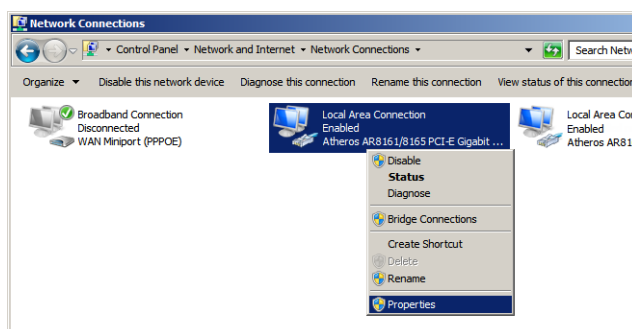 Network Connections
Control Panel Network and Internet Network Connections
Search Netw
Organize Disable this network device Diagnose this connection Rename this connection View status of this connection
Broadband Connection
Disconnected
WAN Miniport (PPPOE)
Local Area Connection
Enabled
Atheros AR8161/8165 PCI-E Gigabit ...
Local Area Co
Enabled
Atheros AR81
Disable
Status
Diagnose
Bridge Connections
Create Shortcut
Delete
Rename
Properties